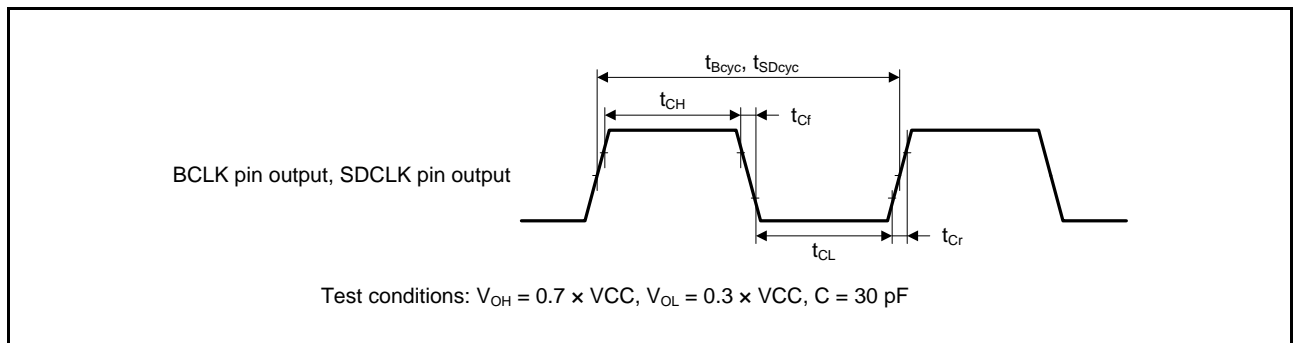 tBcyc, tSDcyc
tCH
tCf
BCLK pin output, SDCLK pin output
tCr
tCL
Test conditions: VOH = 0.7 × VCC, VOL = 0.3 × VCC, C = 30 pF